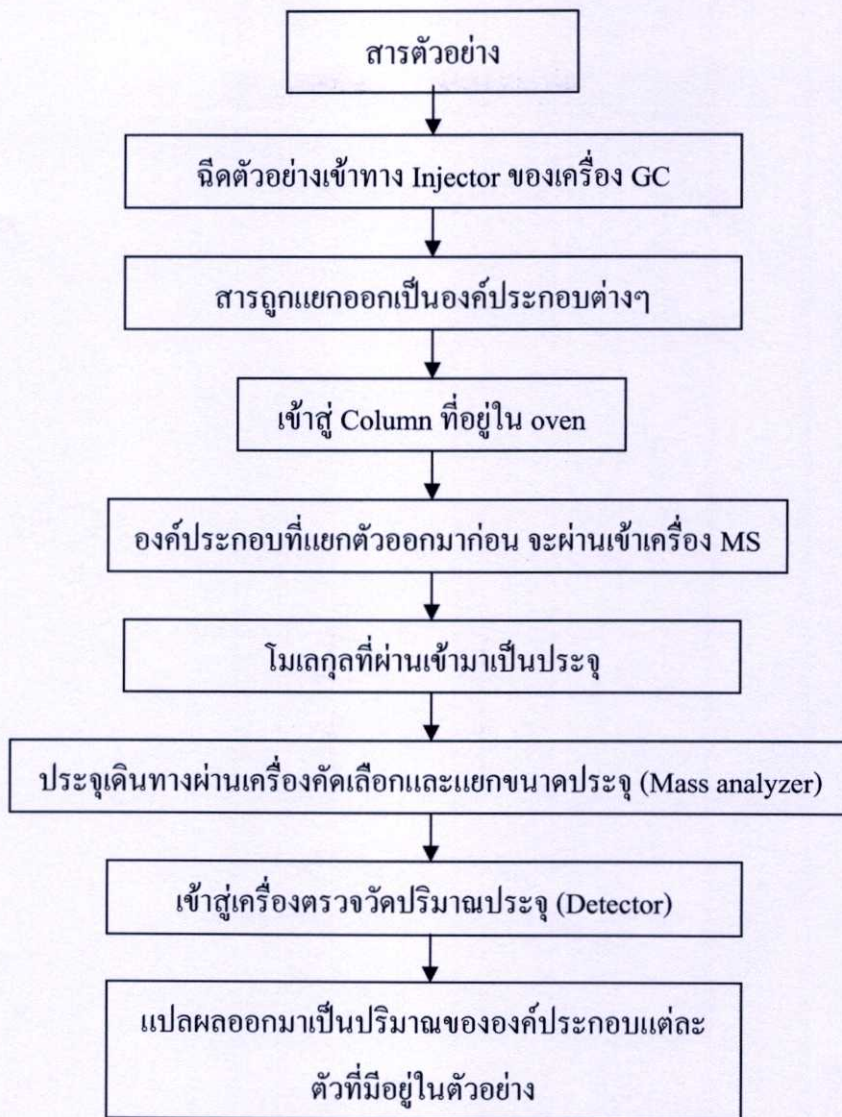 สารตัวอย่าง
ฉีดตัวอย่างเข้าทาง Injector ของเครื่อง GC
สารถูกแยกออกเป็นองค์ประกอบต่างๆ
เข้าสู่ Column ที่อยู่ใน oven
องค์ประกอบที่แยกตัวออกมาก่อน จะผ่านเข้าเครื่อง MS
โมเลกุลที่ผ่านเข้ามาเป็นประจุ
ประจุเดินทางผ่านเครื่องคัดเลือกและแยกขนาดประจุ (Mass analyzer)
เข้าสู่เครื่องตรวจวัดปริมาณประจุ (Detector)
แปลผลออกมาเป็นปริมาณขององค์ประกอบแต่ละ
ตัวที่มีอยู่ในตัวอย่าง